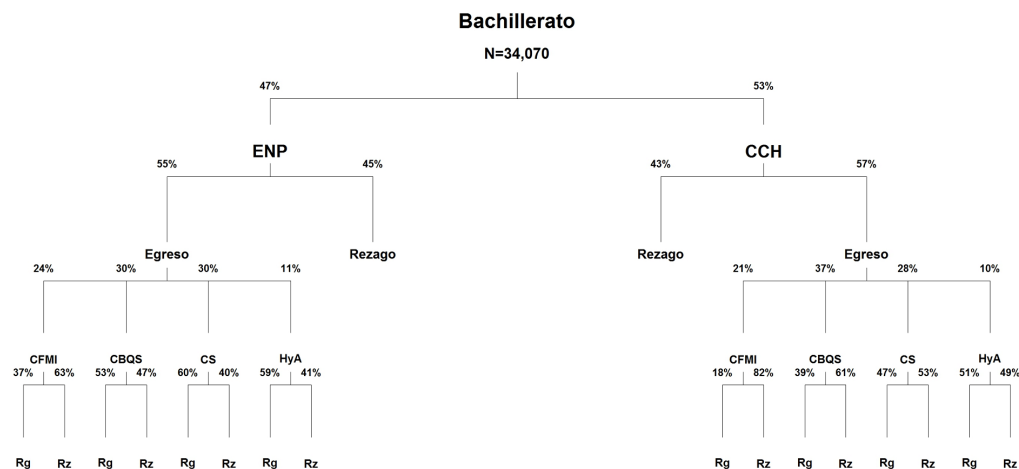 Bachillerato
N=34,070
47% 53%
ENP CCH
55% 45% 43% 57%
Egreso Rezago Rezago Egreso
24% 30% 30% 11% 21% 37% 28% 10%
CFMI CBQS CS HyA CFMI CBQS CS HyA
37% 63% 53% 47% 60% 40% 59% 41% 18% 82% 39% 61% 47% 53% 51% 49%
Rg Rz Rg Rz Rg Rz Rg Rz Rg Rz Rg Rz Rg Rz Rg Rz